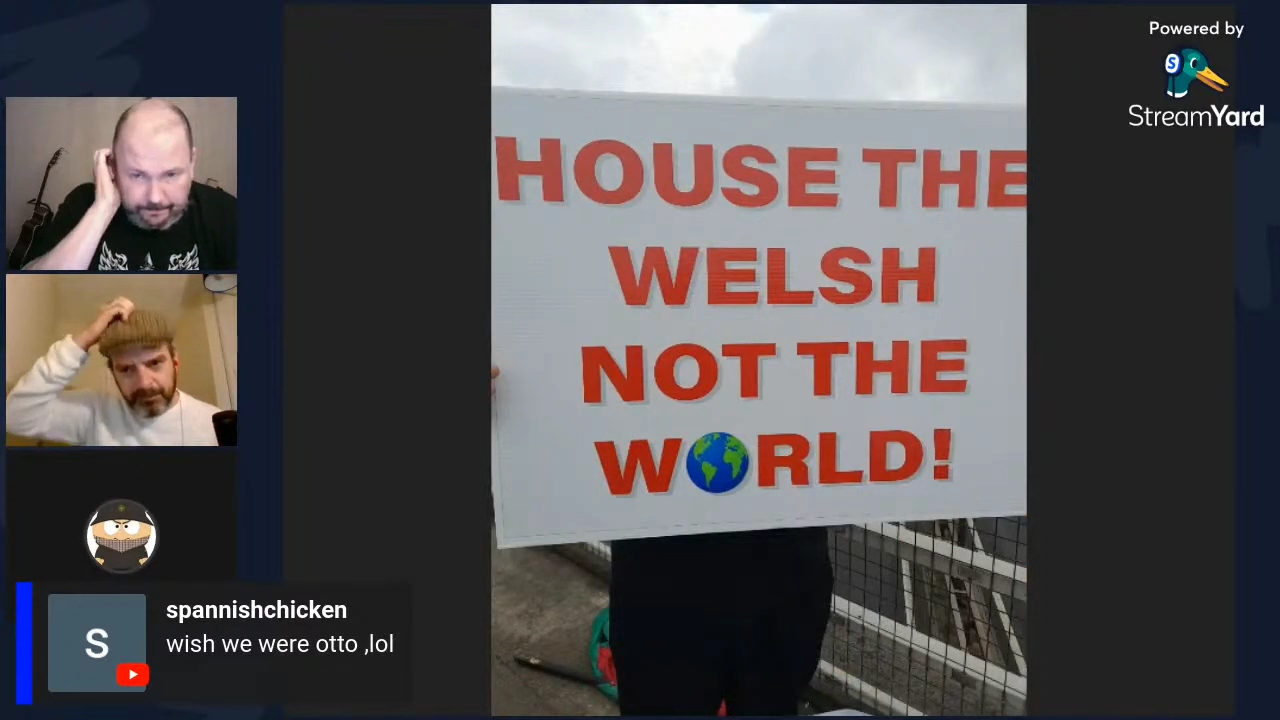 Powered by
S
StreamYard
HOUSE THE
WELSH
NOT THE
W🌎RLD!
S
spannishchicken
wish we were otto ,lol